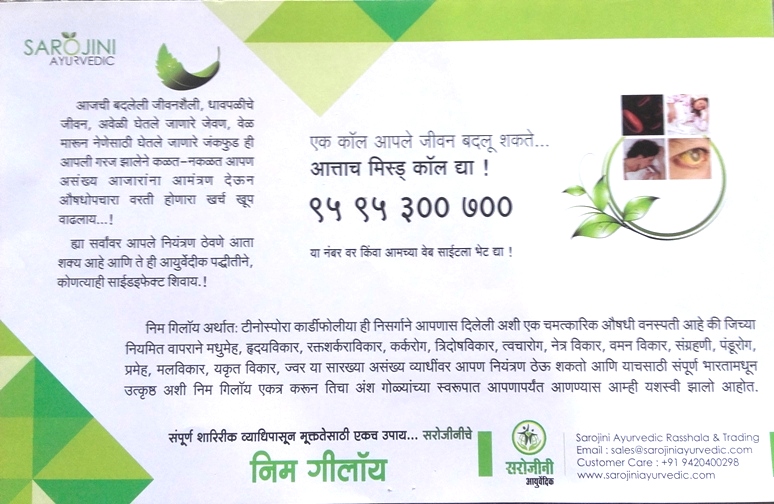 SAROJINI
AYURVEDIC
आजची बदलेली जीवनशैली, धावपळीचे
जीवन, अवेळी घेतले जाणारे जेवण, वेळ
मारून नेणेसाठी घेतले जाणारे जंकफुड ही
आपली गरज झालेने कळत-नकळत आपण
असंख्य आजारांना आमंत्रण देऊन
औषधोपचारा वरती होणारा खर्च खूप
वाढलाय...!
ह्या सर्वांवर आपले नियंत्रण ठेवणे आता
शक्य आहे आणि ते ही आयुर्वेदीक पद्धतीने,
कोणत्याही साईडइफेक्ट शिवाय.!
एक कॉल आपले जीवन बदलू शकते...
आत्ताच मिस्ड् कॉल द्या !
९५ ९५ ३०० ७००
या नंबर वर किंवा आमच्या वेब साईटला भेट द्या !
निम गिलॉय अर्थात: टीनोस्पोरा कार्डीफोलीया ही निसर्गाने आपणास दिलेली अशी एक चमत्कारिक औषधी वनस्पती आहे की जिच्या
नियमित वापराने मधुमेह, हृदयविकार, रक्तशर्कराविकार, कर्करोग, त्रिदोषविकार, त्वचारोग, नेत्र विकार, वमन विकार, संग्रहणी, पंडूरोग,
प्रमेह, मलविकार, यकृत विकार, ज्वर या सारख्या असंख्य व्याधींवर आपण नियंत्रण ठेऊ शकतो आणि याचसाठी संपूर्ण भारतामधून
उत्कृष्ठ अशी निम गिलॉय एकत्र करून तिचा अंश गोळ्यांच्या स्वरूपात आपणापर्यंत आणण्यास आम्ही यशस्वी झालो आहोत.
संपूर्ण शारिरीक व्याधिपासून मूक्ततेसाठी एकच उपाय... सरोजीनीचे
निम गीलॉय
सरोजीनी
आयुर्वेदिक
Sarojini Ayurvedic Rasshala & Trading
Email : sales@sarojiniayurvedic.com
Customer Care : +91 9420400298
www.sarojiniayurvedic.com